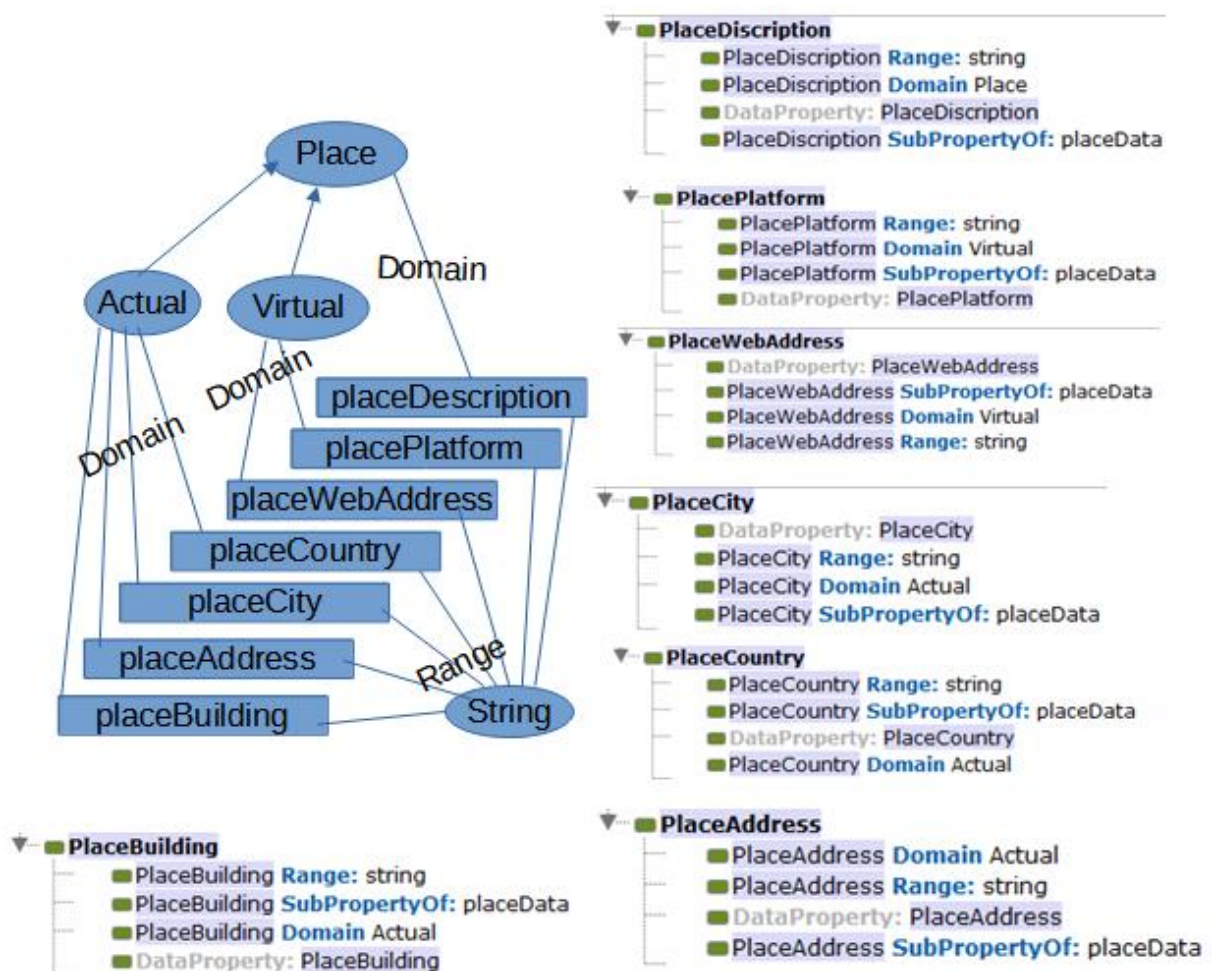 Place
Domain
Actual
Virtual
Domain
Domain
placeDescription
placePlatform
placeWebAddress
placeCountry
placeCity
placeAddress
Range
placeBuilding
String
PlaceDiscription
PlaceDiscription Range: string
PlaceDiscription Domain Place
DataProperty: PlaceDiscription
PlaceDiscription SubPropertyOf: placeData
PlacePlatform
PlacePlatform Range: string
PlacePlatform Domain Virtual
PlacePlatform SubPropertyOf: placeData
DataProperty: PlacePlatform
PlaceWebAddress
DataProperty: PlaceWebAddress
PlaceWebAddress SubPropertyOf: placeData
PlaceWebAddress Domain Virtual
PlaceWebAddress Range: string
PlaceCity
DataProperty: PlaceCity
PlaceCity Range: string
PlaceCity Domain Actual
PlaceCity SubPropertyOf: placeData
PlaceCountry
PlaceCountry Range: string
PlaceCountry SubPropertyOf: placeData
DataProperty: PlaceCountry
PlaceCountry Domain Actual
PlaceBuilding
PlaceBuilding Range: string
PlaceBuilding SubPropertyOf: placeData
PlaceBuilding Domain Actual
DataProperty: PlaceBuilding
PlaceAddress
PlaceAddress Domain Actual
PlaceAddress Range: string
DataProperty: PlaceAddress
PlaceAddress SubPropertyOf: placeData